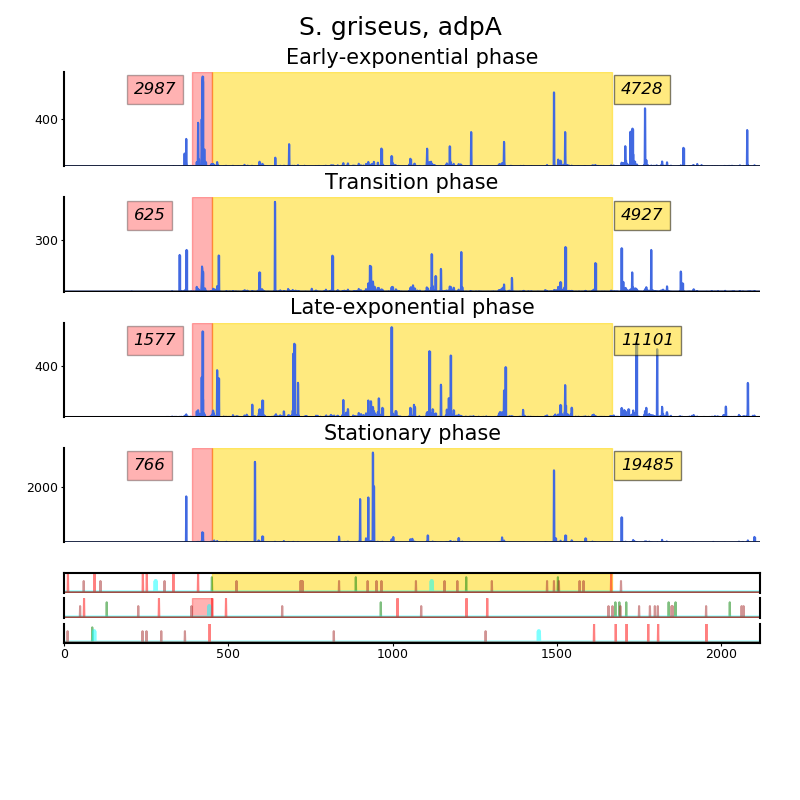 S. griseus, adpA
Early-exponential phase
2987
4728
400
Transition phase
625
4927
300
Late-exponential phase
1577
11101
400
Stationary phase
766
19485
2000
0 500 1000 1500 2000